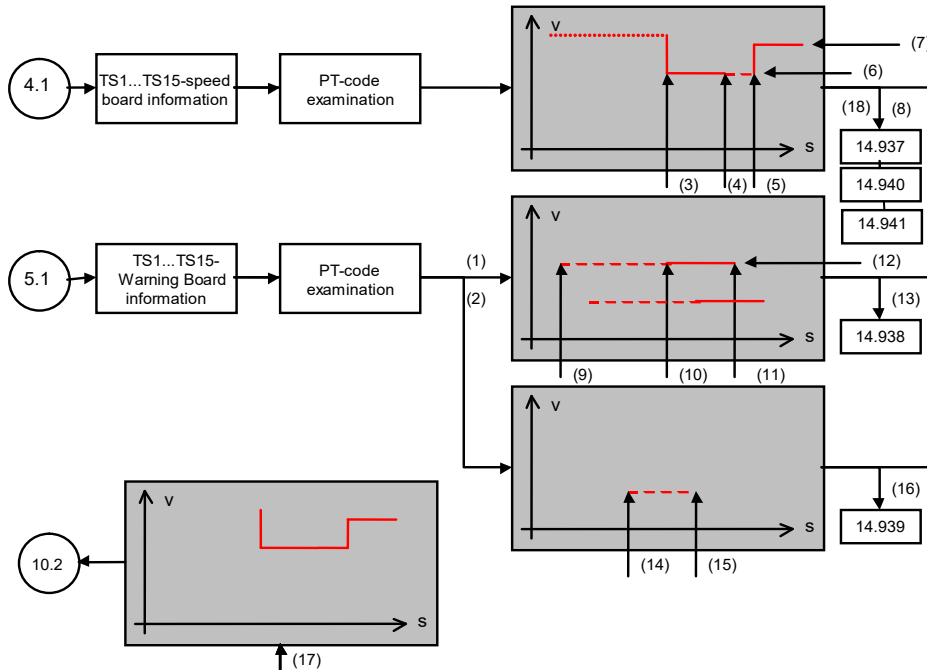 v
(7)
4.1
TS1...TS15-speed
board information
PT-code
examination
(6)
(18)
(8)
s
14.937
(3)
(4)
(5)
14.940
14.941
v
5.1
TS1...TS15-
Warning Board
information
PT-code
examination
(1)
(2)
(12)
(13)
s
14.938
(9)
(10)
(11)
v
(16)
s
14.939
(14)
(15)
v
10.2
s
(17)